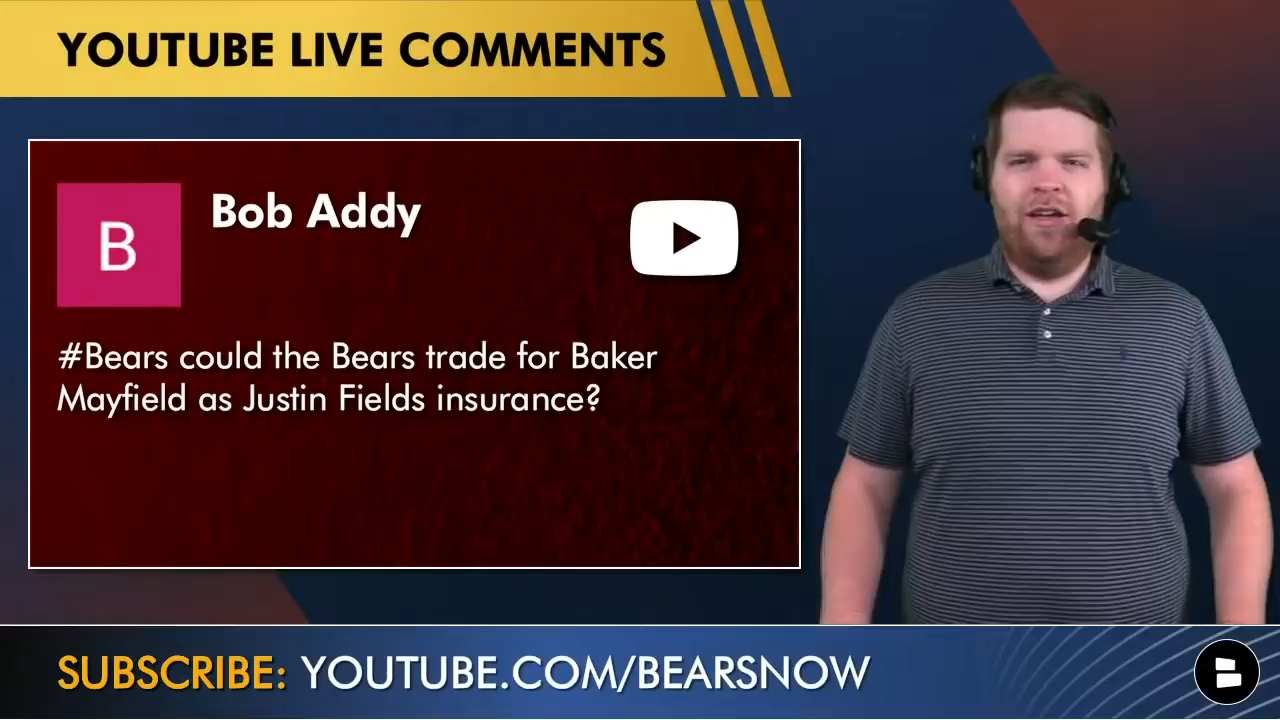 YOUTUBE LIVE COMMENTS
B
Bob Addy
#Bears could the Bears trade for Baker
Mayfield as Justin Fields insurance?
SUBSCRIBE: YOUTUBE.COM/BEARSNOW